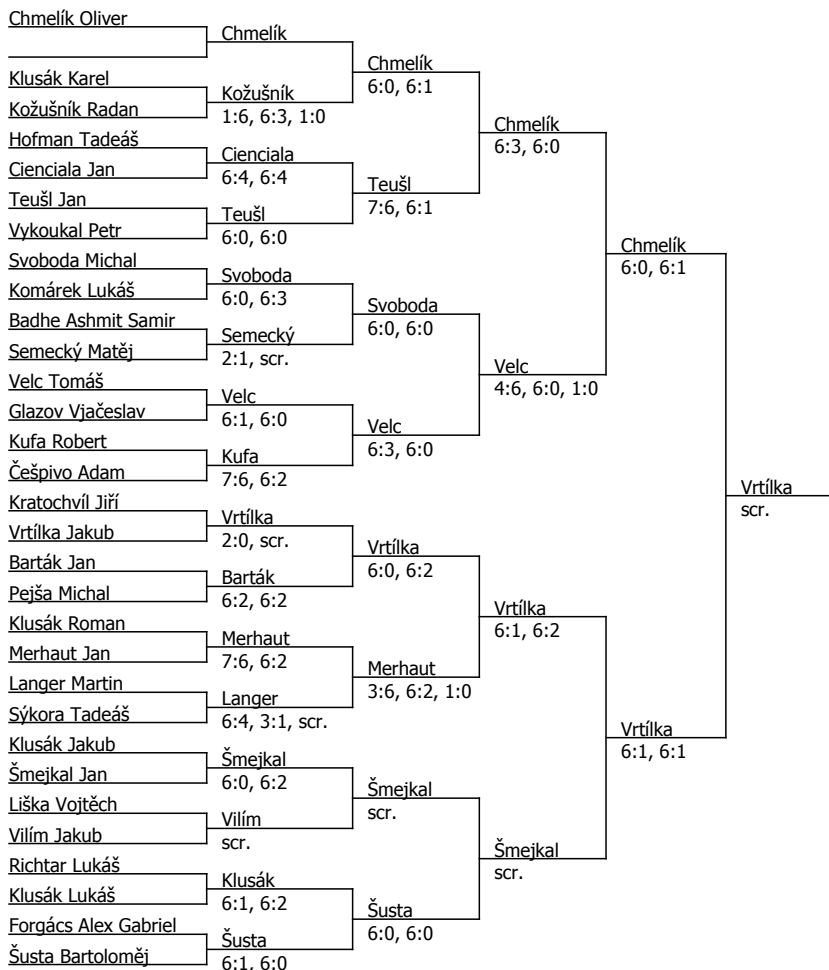 Chmelík Oliver
Klusák Karel
Kožušník Radan
Hofman Tadeáš
Cienciala Jan
Teušl Jan
Vykoukal Petr
Svoboda Michal
Komárek Lukáš
Badhe Ashmit Samir
Semecký Matěj
Velc Tomáš
Glazov Vjačeslav
Kufa Robert
Češpivo Adam
Kratochvíl Jiří
Vrtílka Jakub
Barták Jan
Pejša Michal
Klusák Roman
Merhaut Jan
Langer Martin
Sýkora Tadeáš
Klusák Jakub
Šmejkal Jan
Liška Vojtěch
Vilím Jakub
Richtar Lukáš
Klusák Lukáš
Forgács Alex Gabriel
Šusta Bartoloměj
Chmelík
Kožušník
1:6, 6:3, 1:0
Cienciala
6:4, 6:4
Teušl
6:0, 6:0
Svoboda
6:0, 6:3
Semecký
2:1, scr.
Velc
6:1, 6:0
Kufa
7:6, 6:2
Vrtílka
2:0, scr.
Barták
6:2, 6:2
Merhaut
7:6, 6:2
Langer
6:4, 3:1, scr.
Šmejkal
6:0, 6:2
Vilím
scr.
Klusák
6:1, 6:2
Šusta
6:1, 6:0
Chmelík
6:0, 6:1
Teušl
7:6, 6:1
Svoboda
6:0, 6:0
Velc
6:3, 6:0
Vrtílka
6:0, 6:2
Merhaut
3:6, 6:2, 1:0
Šmejkal
scr.
Šusta
6:0, 6:0
Chmelík
6:3, 6:0
Velc
4:6, 6:0, 1:0
Vrtílka
6:1, 6:2
Šmejkal
scr.
Chmelík
6:0, 6:1
Vrtílka
6:1, 6:1
Vrtílka
scr.